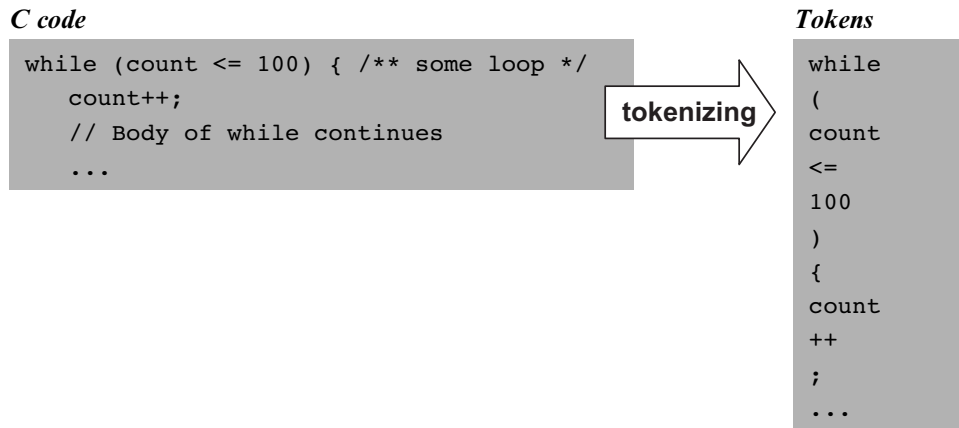 C code
while (count <= 100) { /** some loop */
count++;
// Body of while continues
...
tokenizing
Tokens
while
(
count
<=
100
)
{
count
++
;
...